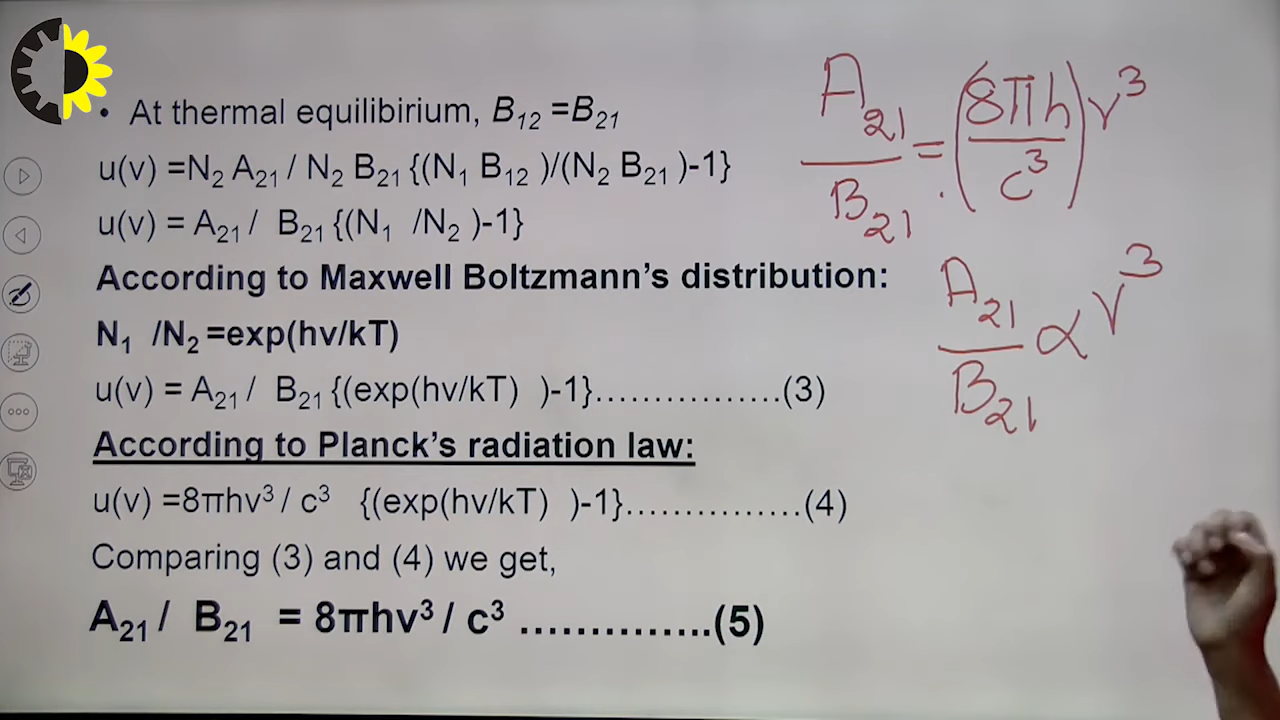 • At thermal equilibirium, B₁₂ =B₂₁
u(v) =N₂ A₂₁ / N₂ B₂₁ {(N₁ B₁₂ )/(N₂ B₂₁ )-1}
u(v) = A₂₁ / B₂₁ {(N₁ /N₂ )-1}
According to Maxwell Boltzmann’s distribution:
N₁ /N₂ =exp(hv/kT)
u(v) = A₂₁ / B₂₁ {(exp(hv/kT) )-1}................(3)
According to Planck’s radiation law:
u(v) =8πhv³ / c³ {(exp(hv/kT) )-1}...............(4)
Comparing (3) and (4) we get,
A₂₁ / B₂₁ = 8πhv³ / c³ ..............(5)
A₂₁ / B₂₁ = (8πh / c³) ν³
A₂₁ / B₂₁ ∝ ν³